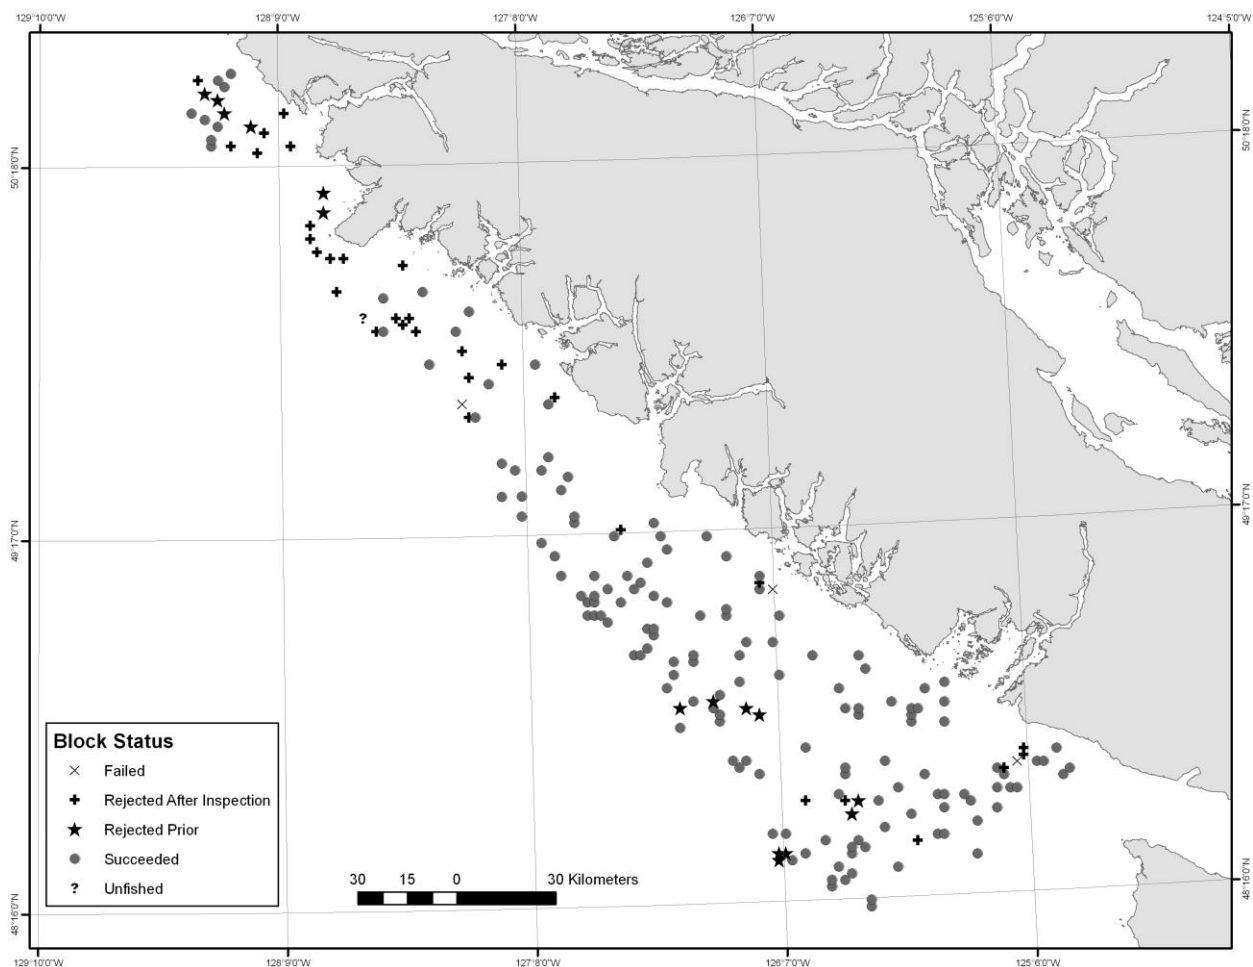 129°10'0"W 128°9'0"W 127°8'0"W 126°7'0"W 125°6'0"W 124°5'0"W
50°18'0"N 50°18'0"N
49°17'0"N 49°17'0"N
?
Block Status
Failed
Rejected After Inspection
Rejected Prior
Succeeded
? Unfished
30 15 0 30 Kilometers
48°16'0"N 48°16'0"N
129°10'0"W 128°9'0"W 127°8'0"W 126°7'0"W 125°6'0"W